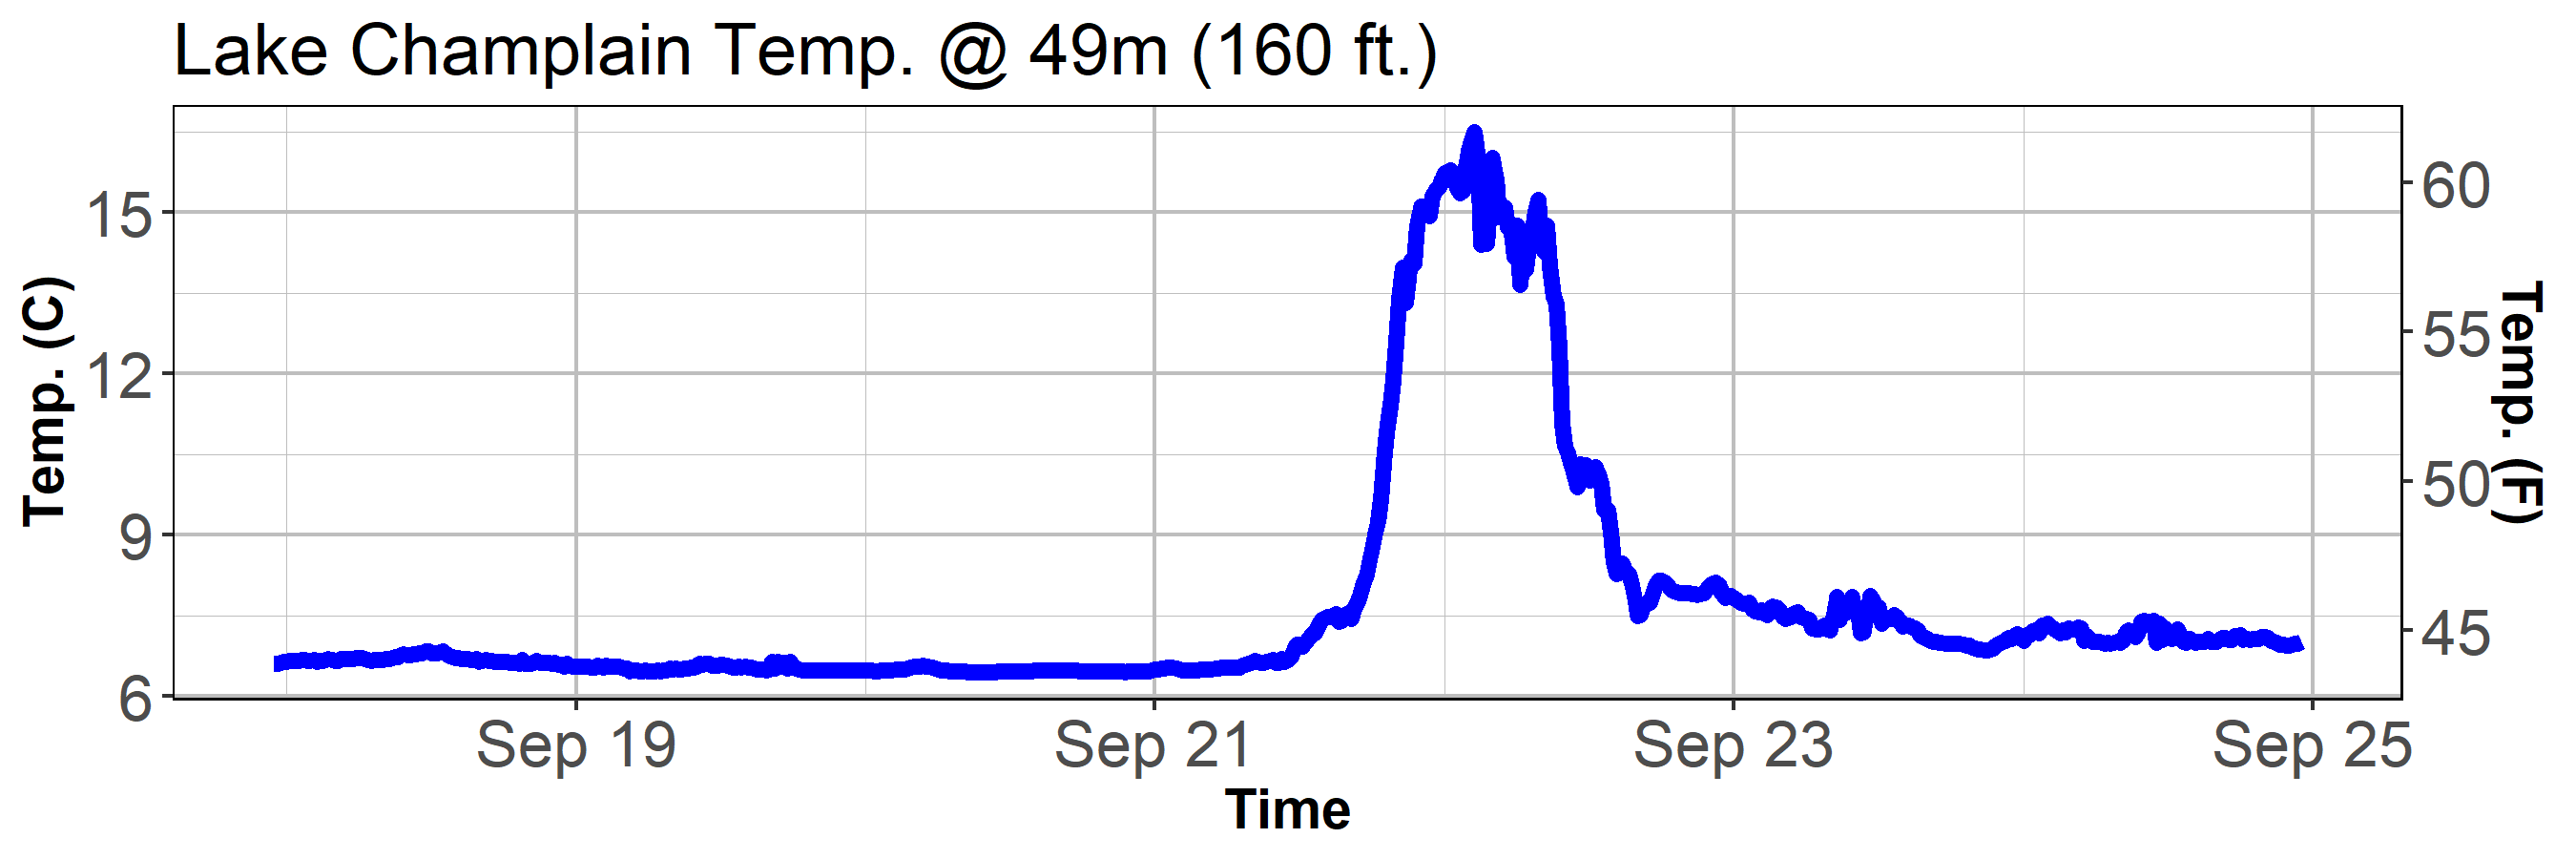 Lake Champlain Temp. @ 49m (160 ft.)
Temp. (C)
15
12
9
6
60
55
50
45
Temp. (F)
Sep 19 Sep 21 Sep 23 Sep 25
Time